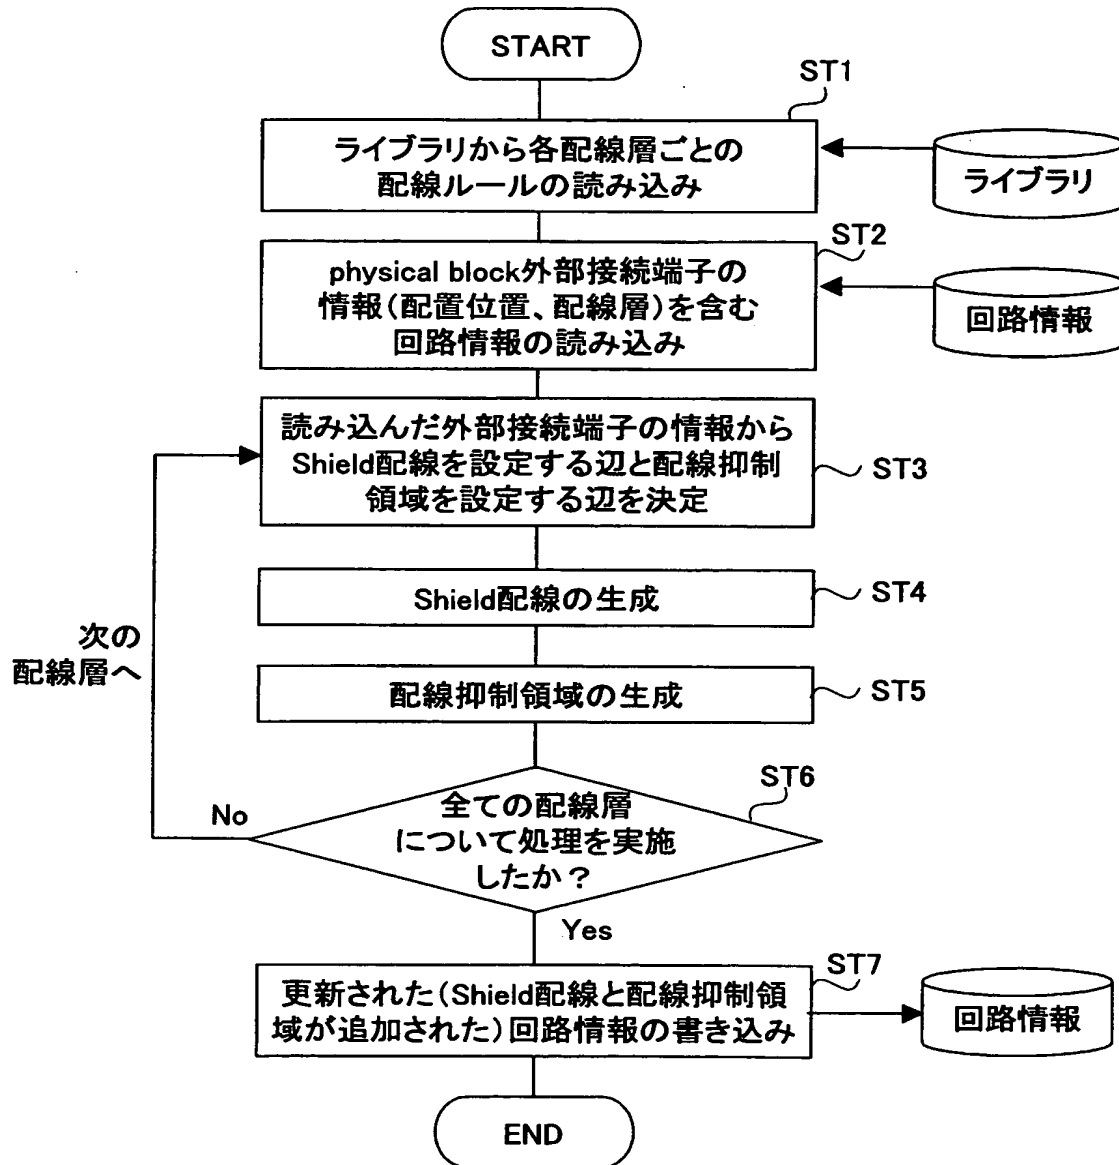 START
ST1
ライブラリから各配線層ごとの
配線ルールの読み込み
ライブラリ
ST2
physical block外部接続端子の
情報(配置位置、配線層)を含む
回路情報の読み込み
回路情報
読み込んだ外部接続端子の情報から
Shield配線を設定する辺と配線抑制
領域を設定する辺を決定
ST3
Shield配線の生成
ST4
次の
配線層へ
配線抑制領域の生成
ST5
ST6
No
全ての配線層
について処理を実施
したか?
Yes
ST7
更新された(Shield配線と配線抑制領
域が追加された)回路情報の書き込み
回路情報
END